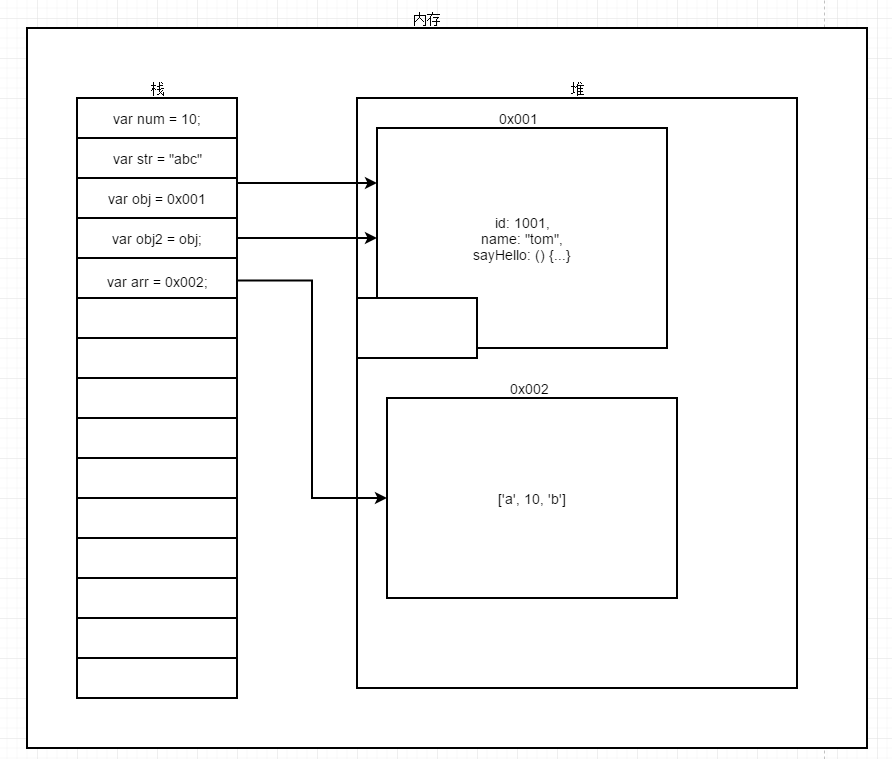 内存
栈
var num = 10;
var str = "abc"
var obj = 0x001
var obj2 = obj;
var arr = 0x002;
堆
0x001
id: 1001,
name: "tom",
sayHello: () {...}
0x002
['a', 10, 'b']